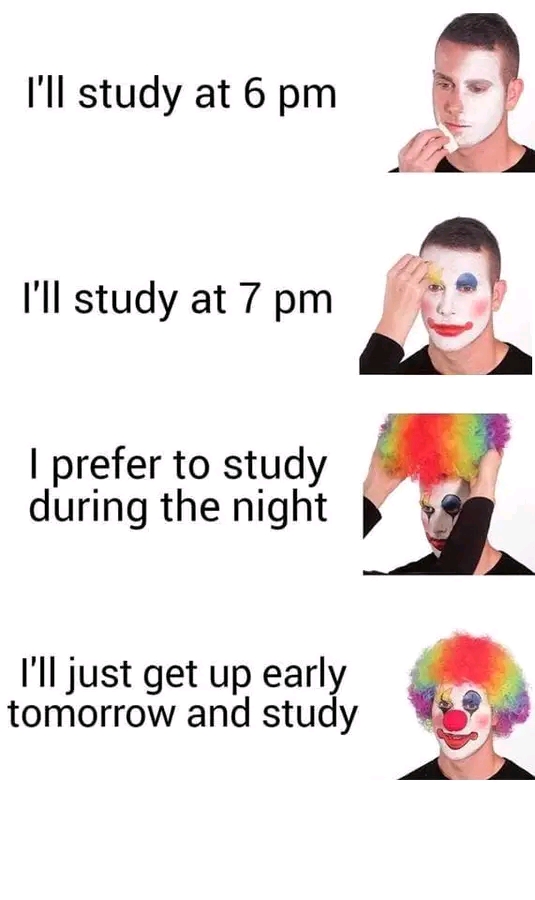 I'll study at 6 pm
I'll study at 7 pm
I prefer to study
during the night
I'll just get up early
tomorrow and study